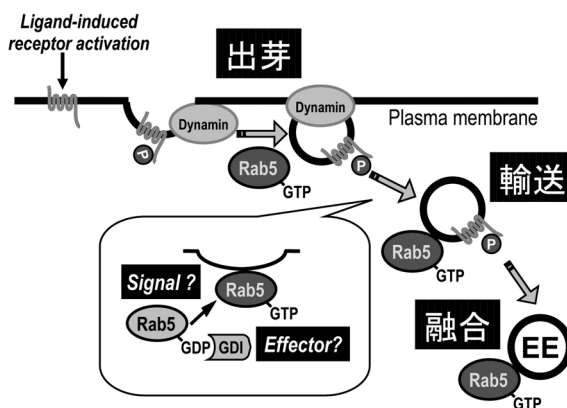 Ligand-induced
receptor activation
出芽
Dynamin
Dynamin
Plasma membrane
P
Rab5
GTP
P
輸送
Rab5
GTP
P
Signal ?
Rab5
GTP
Rab5
GDP
GDI
Effector?
融合
EE
Rab5
GTP